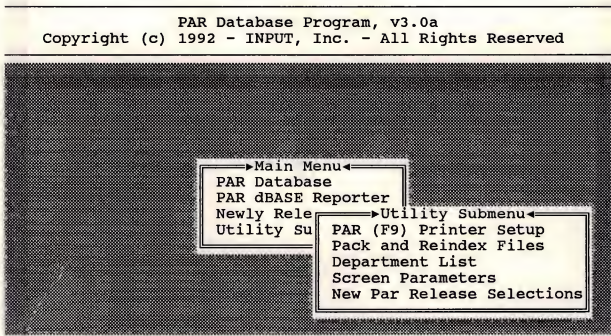 PAR Database Program, v3.0a
Copyright (c) 1992 - INPUT, Inc. - All Rights Reserved
►Main Menu◄
PAR Database
PAR dBASE Reporter
Newly Rele
Utility Su
►Utility Submenu◄
PAR (F9) Printer Setup
Pack and Reindex Files
Department List
Screen Parameters
New Par Release Selections